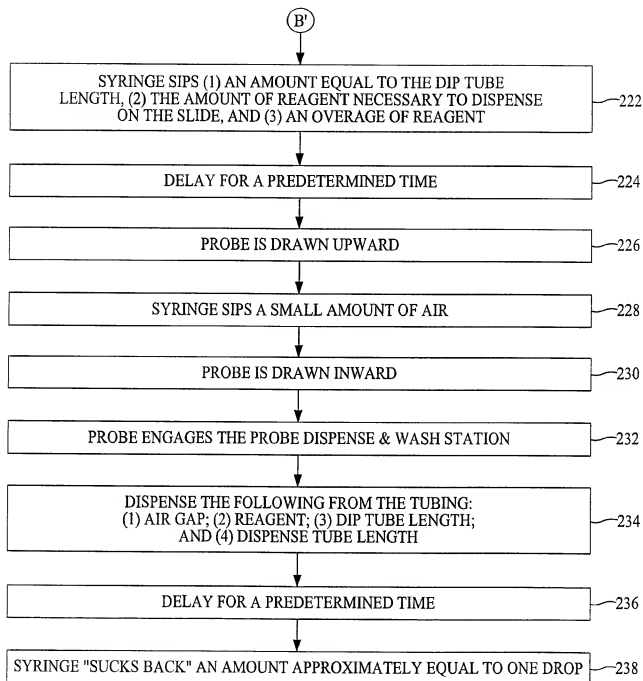 B'
SYRINGE SIPS (1) AN AMOUNT EQUAL TO THE DIP TUBE
LENGTH, (2) THE AMOUNT OF REAGENT NECESSARY TO DISPENSE
ON THE SLIDE, AND (3) AN OVERAGE OF REAGENT
222
DELAY FOR A PREDETERMINED TIME
224
PROBE IS DRAWN UPWARD
226
SYRINGE SIPS A SMALL AMOUNT OF AIR
228
PROBE IS DRAWN INWARD
230
PROBE ENGAGES THE PROBE DISPENSE & WASH STATION
232
DISPENSE THE FOLLOWING FROM THE TUBING:
(1) AIR GAP; (2) REAGENT; (3) DIP TUBE LENGTH;
AND (4) DISPENSE TUBE LENGTH
234
DELAY FOR A PREDETERMINED TIME
236
SYRINGE "SUCKS BACK" AN AMOUNT APPROXIMATELY EQUAL TO ONE DROP
238